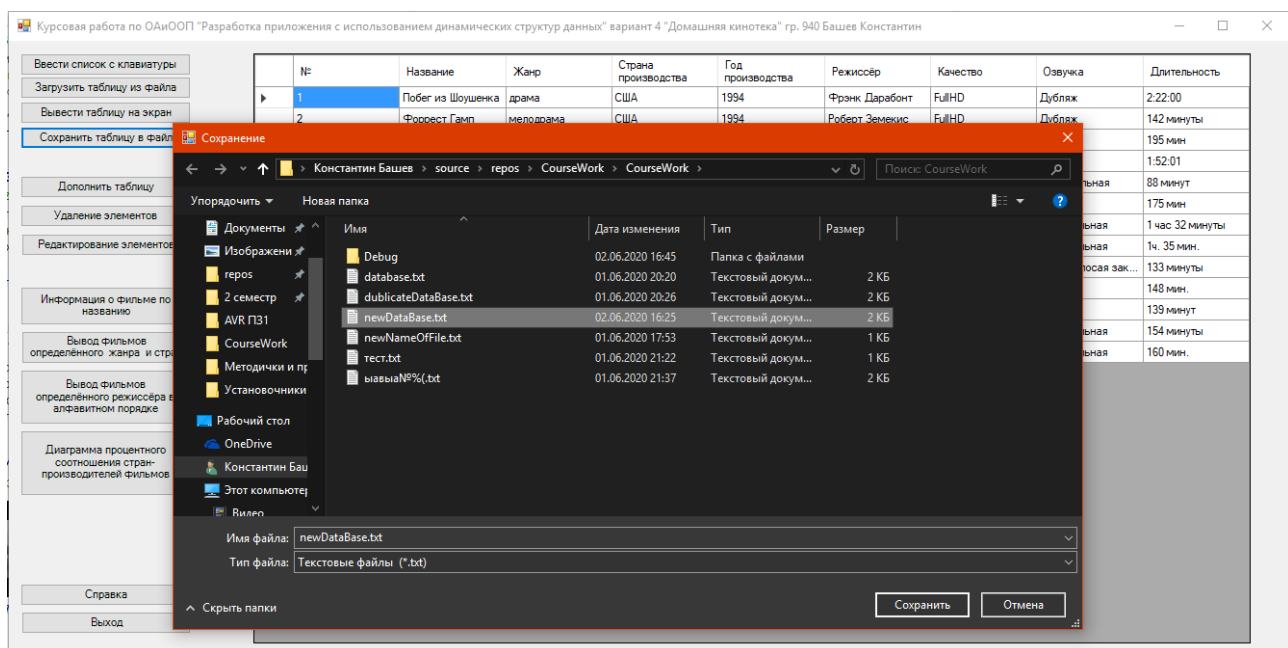 Курсовая работа по ОАиООП "Разработка приложения с использованием динамических структур данных" вариант 4 "Домашняя кинотека" гр. 940 Башев Константин
Ввести список с клавиатуры
Загрузить таблицу из файла
Вывести таблицу на экран
Сохранить таблицу в файл
Дополнить таблицу
Удаление элементов
Редактирование элементов
Информация о фильме по
названию
Вывод фильмов
определённого жанра и стра
Вывод фильмов
определённого режиссёра в
алфавитном порядке
Диаграмма процентного
соотношения стран-
производителей фильмов
Справка
Выход
№ Название Жанр Страна производства Год производства Режиссёр Качество Озвучка Длительность
1 Побег из Шоушенка драма США 1994 Фрэнк Дарабонт FullHD Дубляж 2:22:00
2 Форрест Гамп мелодрама США 1994 Роберт Земекис FullHD Дубляж 142 минуты
195 мин
1:52:01
ьная 88 минут
175 мин
ьная 1 час 32 минуты
ьная 1ч. 35 мин.
лосая зак... 133 минуты
148 мин.
139 минут
ьная 154 минуты
ьная 160 мин.
Сохранение
Константин Башев › source › repos › CourseWork › CourseWork ›
Поиск: CourseWork
Упорядочить
Новая папка
?
Документы
Изображени
repos
2 семестр
AVR ПЗ1
CourseWork
Методички и пр
Установочники
Рабочий стол
OneDrive
Константин Баш
Этот компьютер
Видео
Имя Дата изменения Тип Размер
Debug 02.06.2020 16:45 Папка с файлами
database.txt 01.06.2020 20:20 Текстовый докум... 2 КБ
dublicateDataBase.txt 01.06.2020 20:26 Текстовый докум... 2 КБ
newDataBase.txt 02.06.2020 16:25 Текстовый докум... 2 КБ
newNameOfFile.txt 01.06.2020 17:53 Текстовый докум... 1 КБ
тест.txt 01.06.2020 21:22 Текстовый докум... 1 КБ
ыавыа№%(.txt 01.06.2020 21:37 Текстовый докум... 2 КБ
Имя файла: newDataBase.txt
Тип файла: Текстовые файлы (*.txt)
Скрыть папки
Сохранить
Отмена